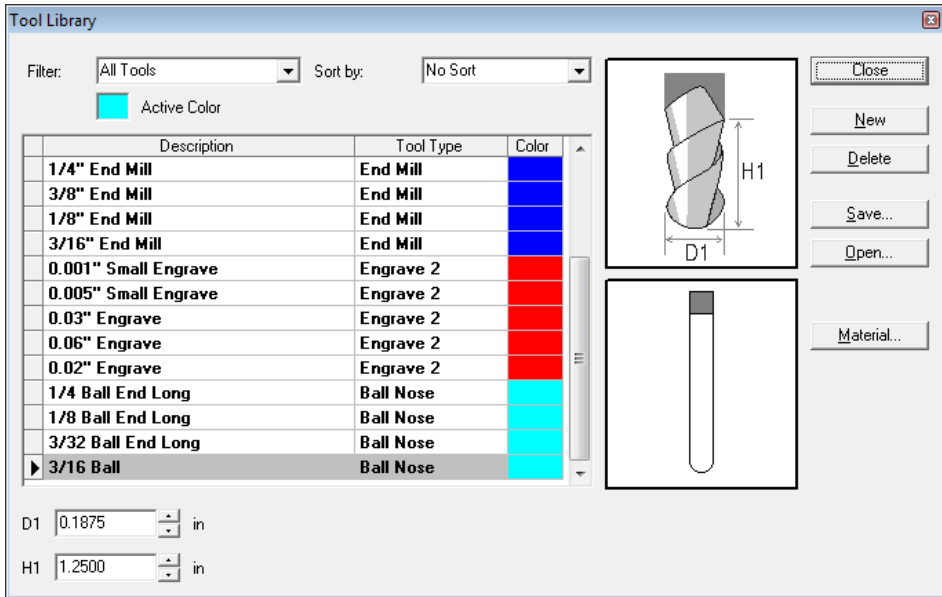 Tool Library
Filter: All Tools Sort by: No Sort
Active Color
Description Tool Type Color
1/4" End Mill End Mill
3/8" End Mill End Mill
1/8" End Mill End Mill
3/16" End Mill End Mill
0.001" Small Engrave Engrave 2
0.005" Small Engrave Engrave 2
0.03" Engrave Engrave 2
0.06" Engrave Engrave 2
0.02" Engrave Engrave 2
1/4 Ball End Long Ball Nose
1/8 Ball End Long Ball Nose
3/32 Ball End Long Ball Nose
3/16 Ball Ball Nose
D1 0.1875 in
H1 1.2500 in
H1
D1
Close
New
Delete
Save...
Open...
Material...